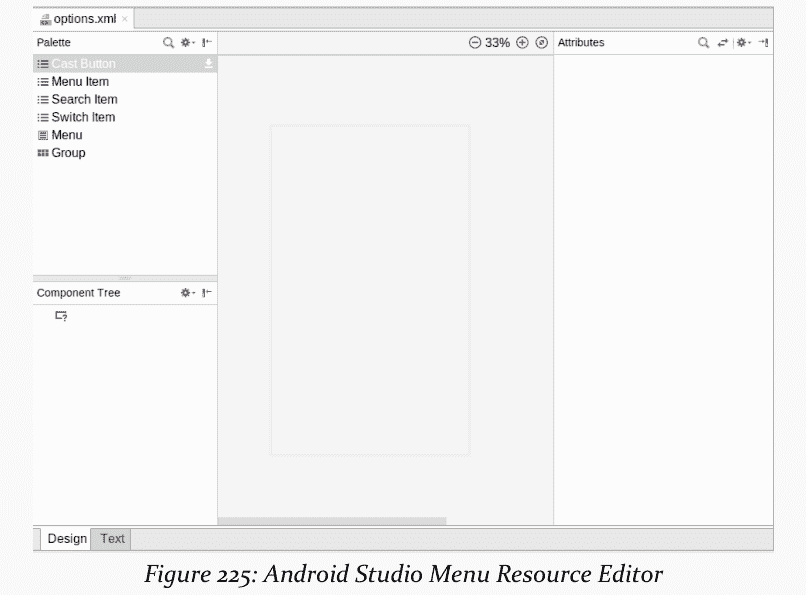 options.xml
Palette
33%
Attributes
Cast Button
Menu Item
Search Item
Switch Item
Menu
Group
Component Tree
Design Text
Figure 225: Android Studio Menu Resource Editor